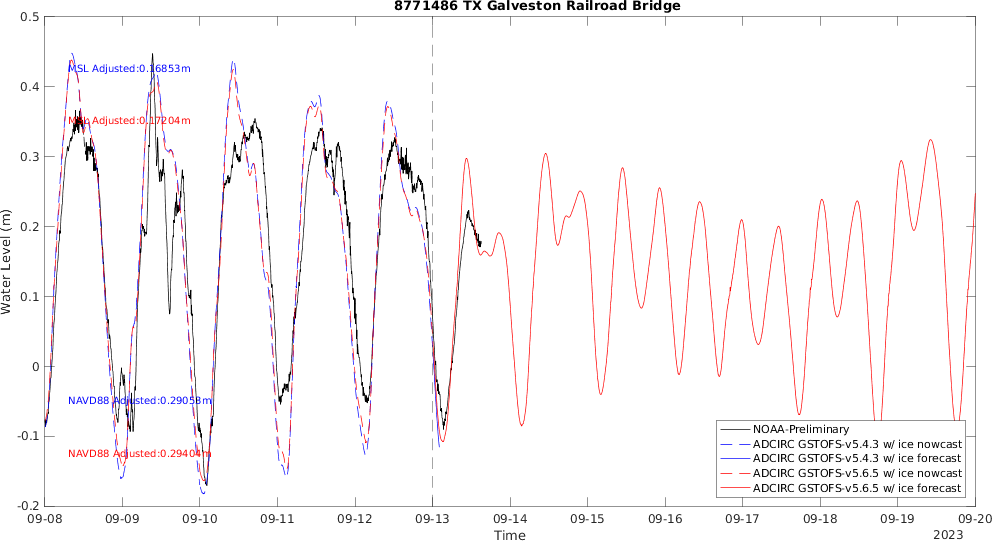 8771486 TX Galveston Railroad Bridge
0.5
0.4
0.3
0.2
0.1
0
-0.1
-0.2
Water Level (m)
MSL Adjusted:0.16853m
MSL Adjusted:0.17204m
NAVD88 Adjusted:0.29053m
NAVD88 Adjusted:0.29404m
NOAA-Preliminary
ADCIRC GSTOFS-v5.4.3 w/ ice nowcast
ADCIRC GSTOFS-v5.4.3 w/ ice forecast
ADCIRC GSTOFS-v5.6.5 w/ ice nowcast
ADCIRC GSTOFS-v5.6.5 w/ ice forecast
09-08 09-09 09-10 09-11 09-12 09-13 09-14 09-15 09-16 09-17 09-18 09-19 09-20
Time
2023